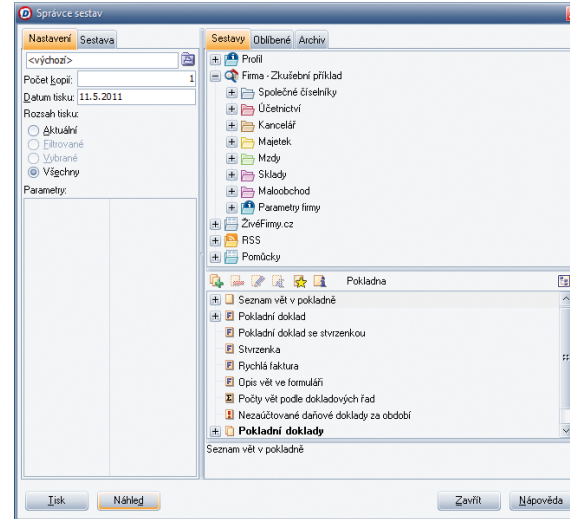 Správce sestav
Nastavení Sestava
<výchozí>
Počet kopií: 1
Datum tisku: 11.5.2011
Rozsah tisku:
Aktuální
Filtrované
Vybrané
Všechny
Parametry:
Sestavy Oblíbené Archiv
Profil
Firma - Zkušební příklad
Společné číselníky
Účetnictví
Kancelář
Majetek
Mzdy
Sklady
Maloobchod
Parametry firmy
ŽivéFirmy.cz
RSS
Pomůcky
Pokladna
Seznam vět v pokladně
Pokladní doklad
Pokladní doklad se stvrzenkou
Stvrzenka
Rychlá faktura
Opis vět ve formuláři
Počty vět podle dokladových řad
Nezaúčtované daňové doklady za období
Pokladní doklady
Seznam vět v pokladně
Tisk Náhled Zavřít Nápověda